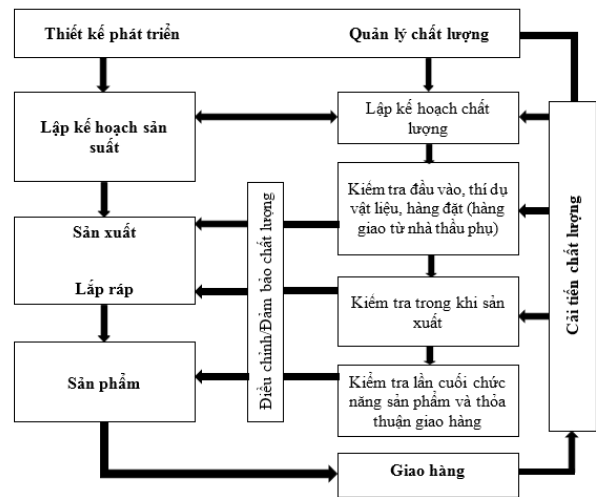 Thiết kế phát triển
Quản lý chất lượng
Lập kế hoạch sản
suất
Lập kế hoạch chất
lượng
Kiểm tra đầu vào, thí dụ
vật liệu, hàng đặt (hàng
giao từ nhà thầu phụ)
Sản xuất
Lắp ráp
Kiểm tra trong khi sản
xuất
Sản phẩm
Kiểm tra lần cuối chức
năng sản phẩm và thỏa
thuận giao hàng
Giao hàng
Điều chỉnh/Đảm bảo chất lượng
Cải tiến chất lượng